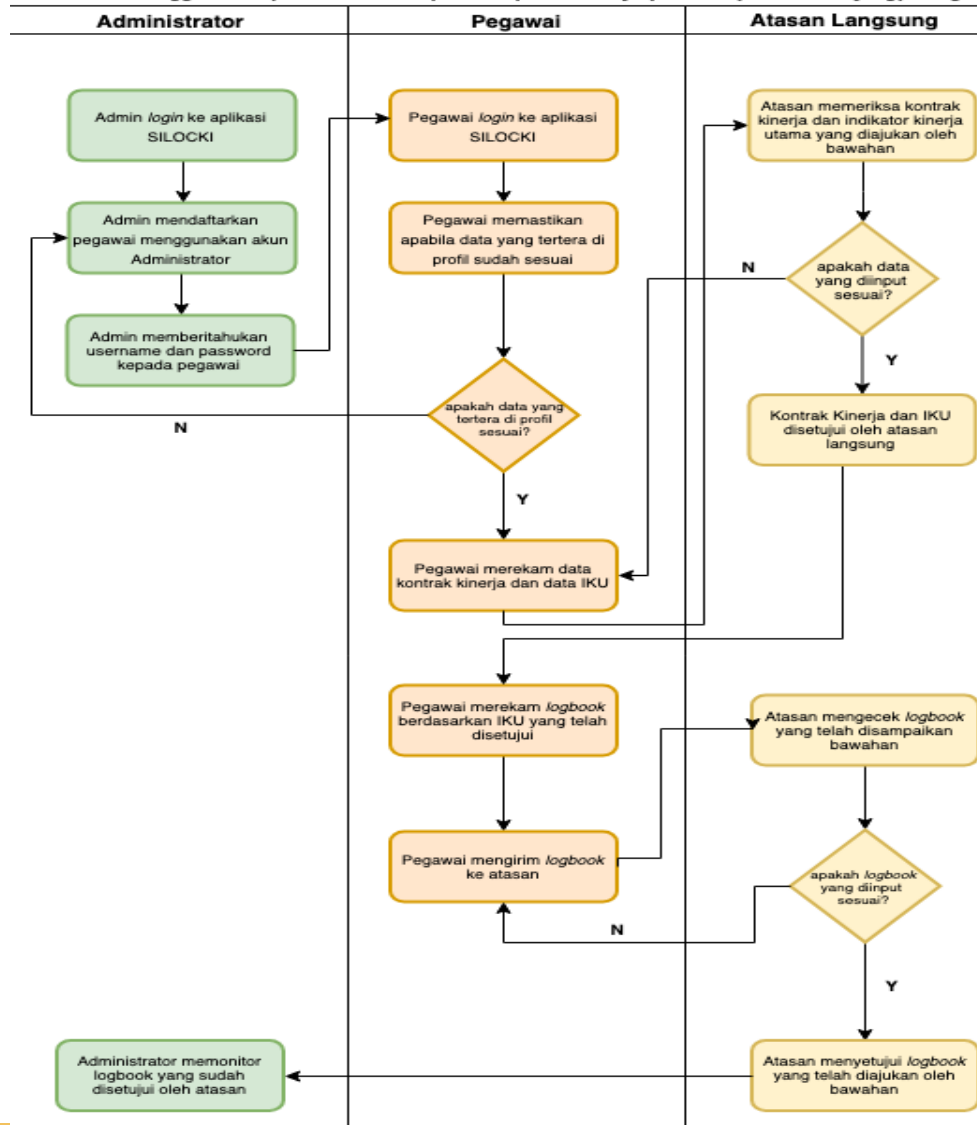 Administrator
Pegawai
Atasan Langsung
Admin login ke aplikasi
SILOCKI
Pegawai login ke aplikasi
SILOCKI
Atasan memeriksa kontrak
kinerja dan indikator kinerja
utama yang diajukan oleh
bawahan
Admin mendaftarkan
pegawai menggunakan akun
Administrator
Pegawai memastikan
apabila data yang tertera di
profil sudah sesuai
N
apakah data
yang diinput
sesuai?
Admin memberitahukan
username dan password
kepada pegawai
Y
apakah data yang
tertera di profil
sesuai?
N
Kontrak Kinerja dan IKU
disetujui oleh atasan
langsung
Y
Pegawai merekam data
kontrak kinerja dan data IKU
Pegawai merekam logbook
berdasarkan IKU yang telah
disetujui
Atasan mengecek logbook
yang telah disampaikan
bawahan
Pegawai mengirim logbook
ke atasan
apakah logbook
yang diinput
sesuai?
N
Y
Administrator memonitor
logbook yang sudah
disetujui oleh atasan
Atasan menyetujui logbook
yang telah diajukan oleh
bawahan